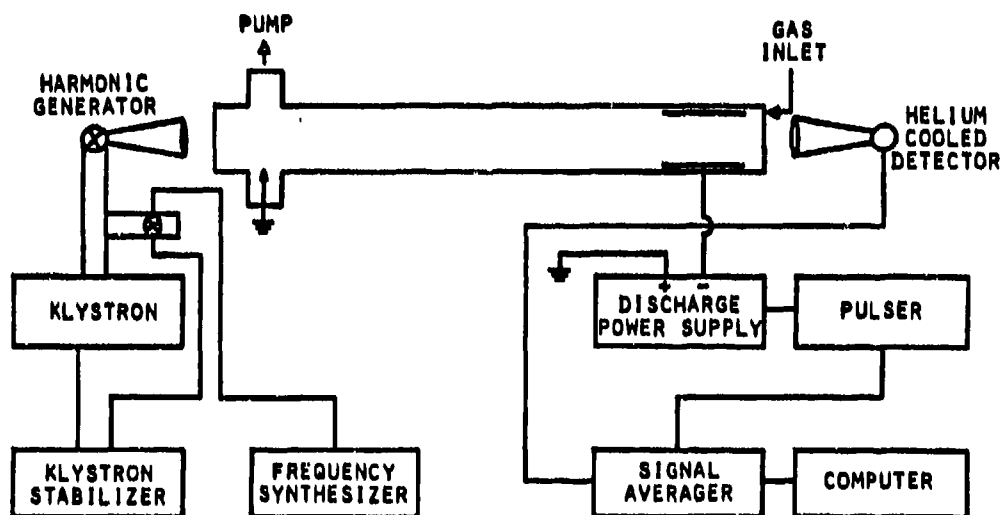 PUMP
GAS
INLET
HARMONIC
GENERATOR
HELIUM
COOLED
DETECTOR
+ -
KLYSTRON
DISCHARGE
POWER SUPPLY
PULSER
KLYSTRON
STABILIZER
FREQUENCY
SYNTHESIZER
SIGNAL
AVERAGER
COMPUTER